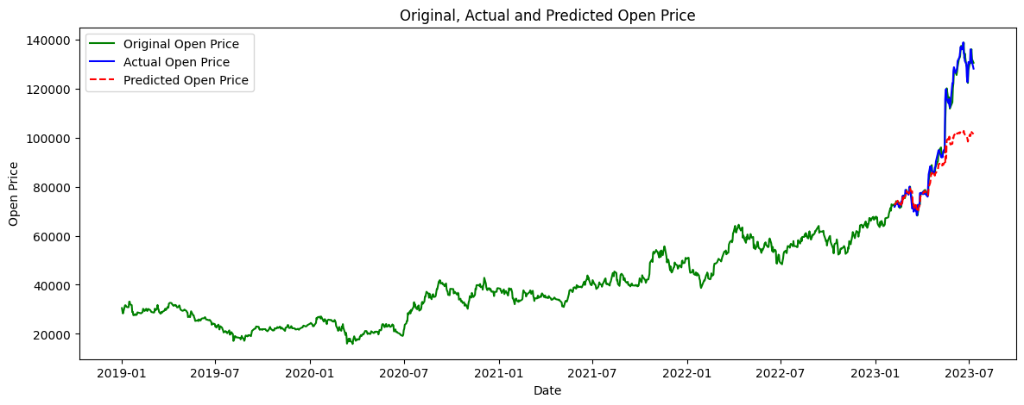 Original, Actual and Predicted Open Price
Original Open Price
Actual Open Price
Predicted Open Price
Open Price
140000
120000
100000
80000
60000
40000
20000
2019-01 2019-07 2020-01 2020-07 2021-01 2021-07 2022-01 2022-07 2023-01 2023-07
Date